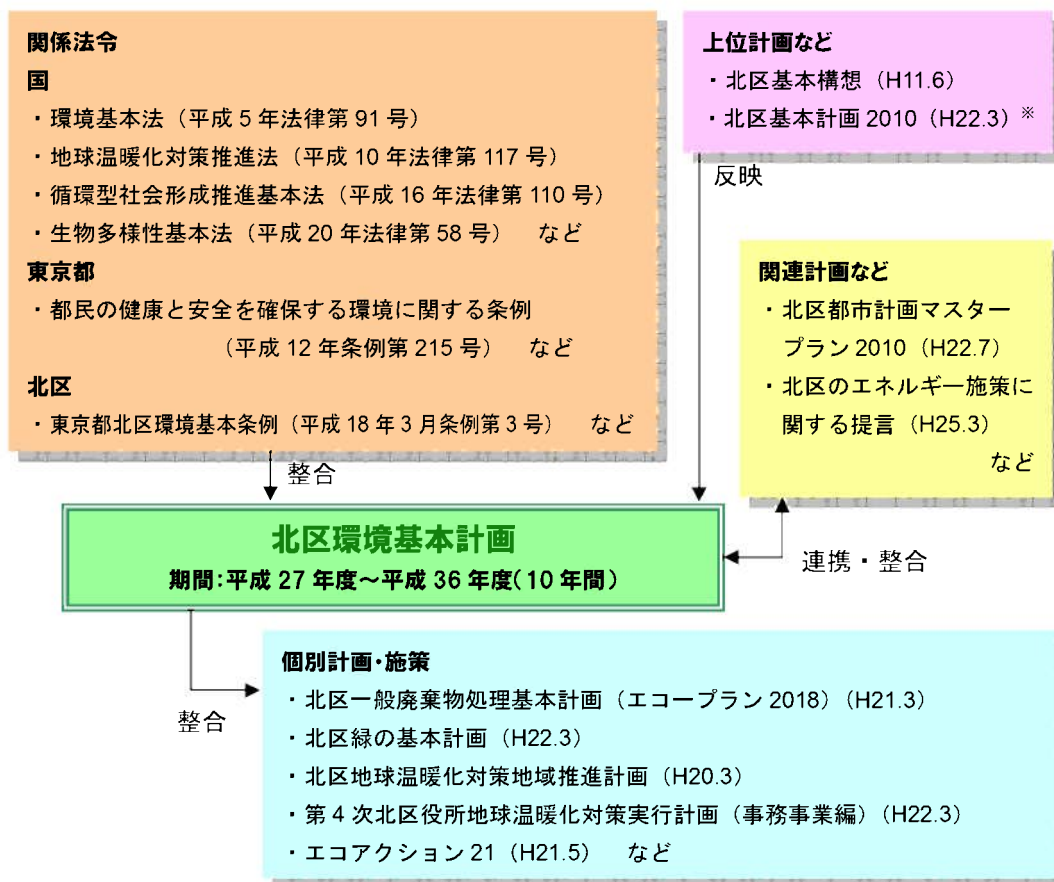 関係法令
国
・環境基本法（平成 5 年法律第 91 号）
・地球温暖化対策推進法（平成 10 年法律第 117 号）
・循環型社会形成推進基本法（平成 16 年法律第 110 号）
・生物多様性基本法（平成 20 年法律第 58 号）　など
東京都
・都民の健康と安全を確保する環境に関する条例
（平成 12 年条例第 215 号）　など
北区
・東京都北区環境基本条例（平成 18 年 3 月条例第 3 号）　など
上位計画など
・北区基本構想（H11.6）
・北区基本計画 2010（H22.3）※
反映
関連計画など
・北区都市計画マスター
プラン 2010（H22.7）
・北区のエネルギー施策に
関する提言（H25.3）
など
整合
北区環境基本計画
期間：平成 27 年度～平成 36 年度（10 年間）
連携・整合
整合
個別計画・施策
・北区一般廃棄物処理基本計画（エコープラン 2018）（H21.3）
・北区緑の基本計画（H22.3）
・北区地球温暖化対策地域推進計画（H20.3）
・第 4 次北区役所地球温暖化対策実行計画（事務事業編）（H22.3）
・エコアクション 21（H21.5）　など